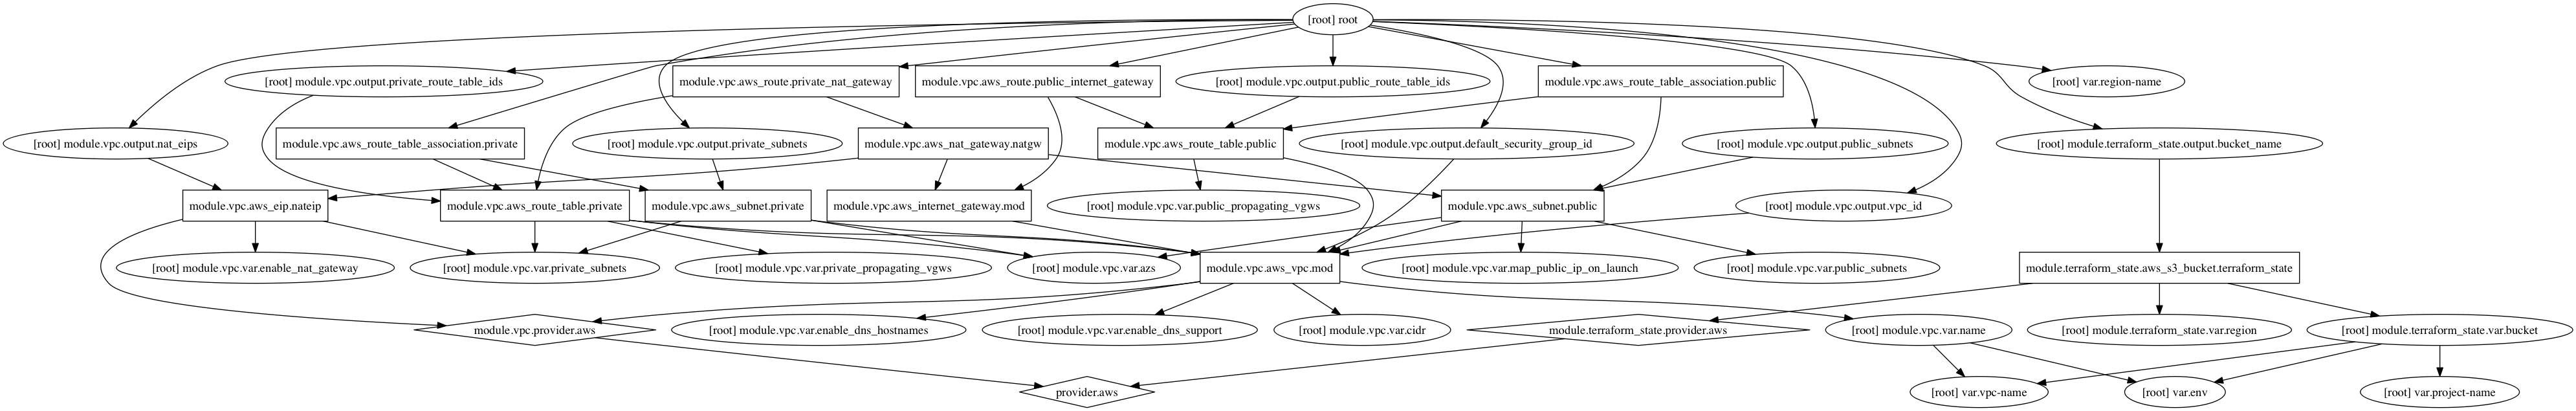 [root] root
[root] module.vpc.output.private_route_table_ids
module.vpc.aws_route.private_nat_gateway
module.vpc.aws_route.public_internet_gateway
[root] module.vpc.output.public_route_table_ids
module.vpc.aws_route_table_association.public
[root] var.region-name
[root] module.vpc.output.nat_eips
module.vpc.aws_route_table_association.private
[root] module.vpc.output.private_subnets
module.vpc.aws_nat_gateway.natgw
module.vpc.aws_route_table.public
[root] module.vpc.output.default_security_group_id
[root] module.vpc.output.public_subnets
[root] module.terraform_state.output.bucket_name
module.vpc.aws_eip.nateip
module.vpc.aws_route_table.private
module.vpc.aws_subnet.private
module.vpc.aws_internet_gateway.mod
[root] module.vpc.var.public_propagating_vgws
module.vpc.aws_subnet.public
[root] module.vpc.output.vpc_id
[root] module.vpc.var.enable_nat_gateway
[root] module.vpc.var.private_subnets
[root] module.vpc.var.private_propagating_vgws
[root] module.vpc.var.azs
module.vpc.aws_vpc.mod
[root] module.vpc.var.map_public_ip_on_launch
[root] module.vpc.var.public_subnets
module.terraform_state.aws_s3_bucket.terraform_state
module.vpc.provider.aws
[root] module.vpc.var.enable_dns_hostnames
[root] module.vpc.var.enable_dns_support
[root] module.vpc.var.cidr
module.terraform_state.provider.aws
[root] module.vpc.var.name
[root] module.terraform_state.var.region
[root] module.terraform_state.var.bucket
provider.aws
[root] var.vpc-name
[root] var.env
[root] var.project-name